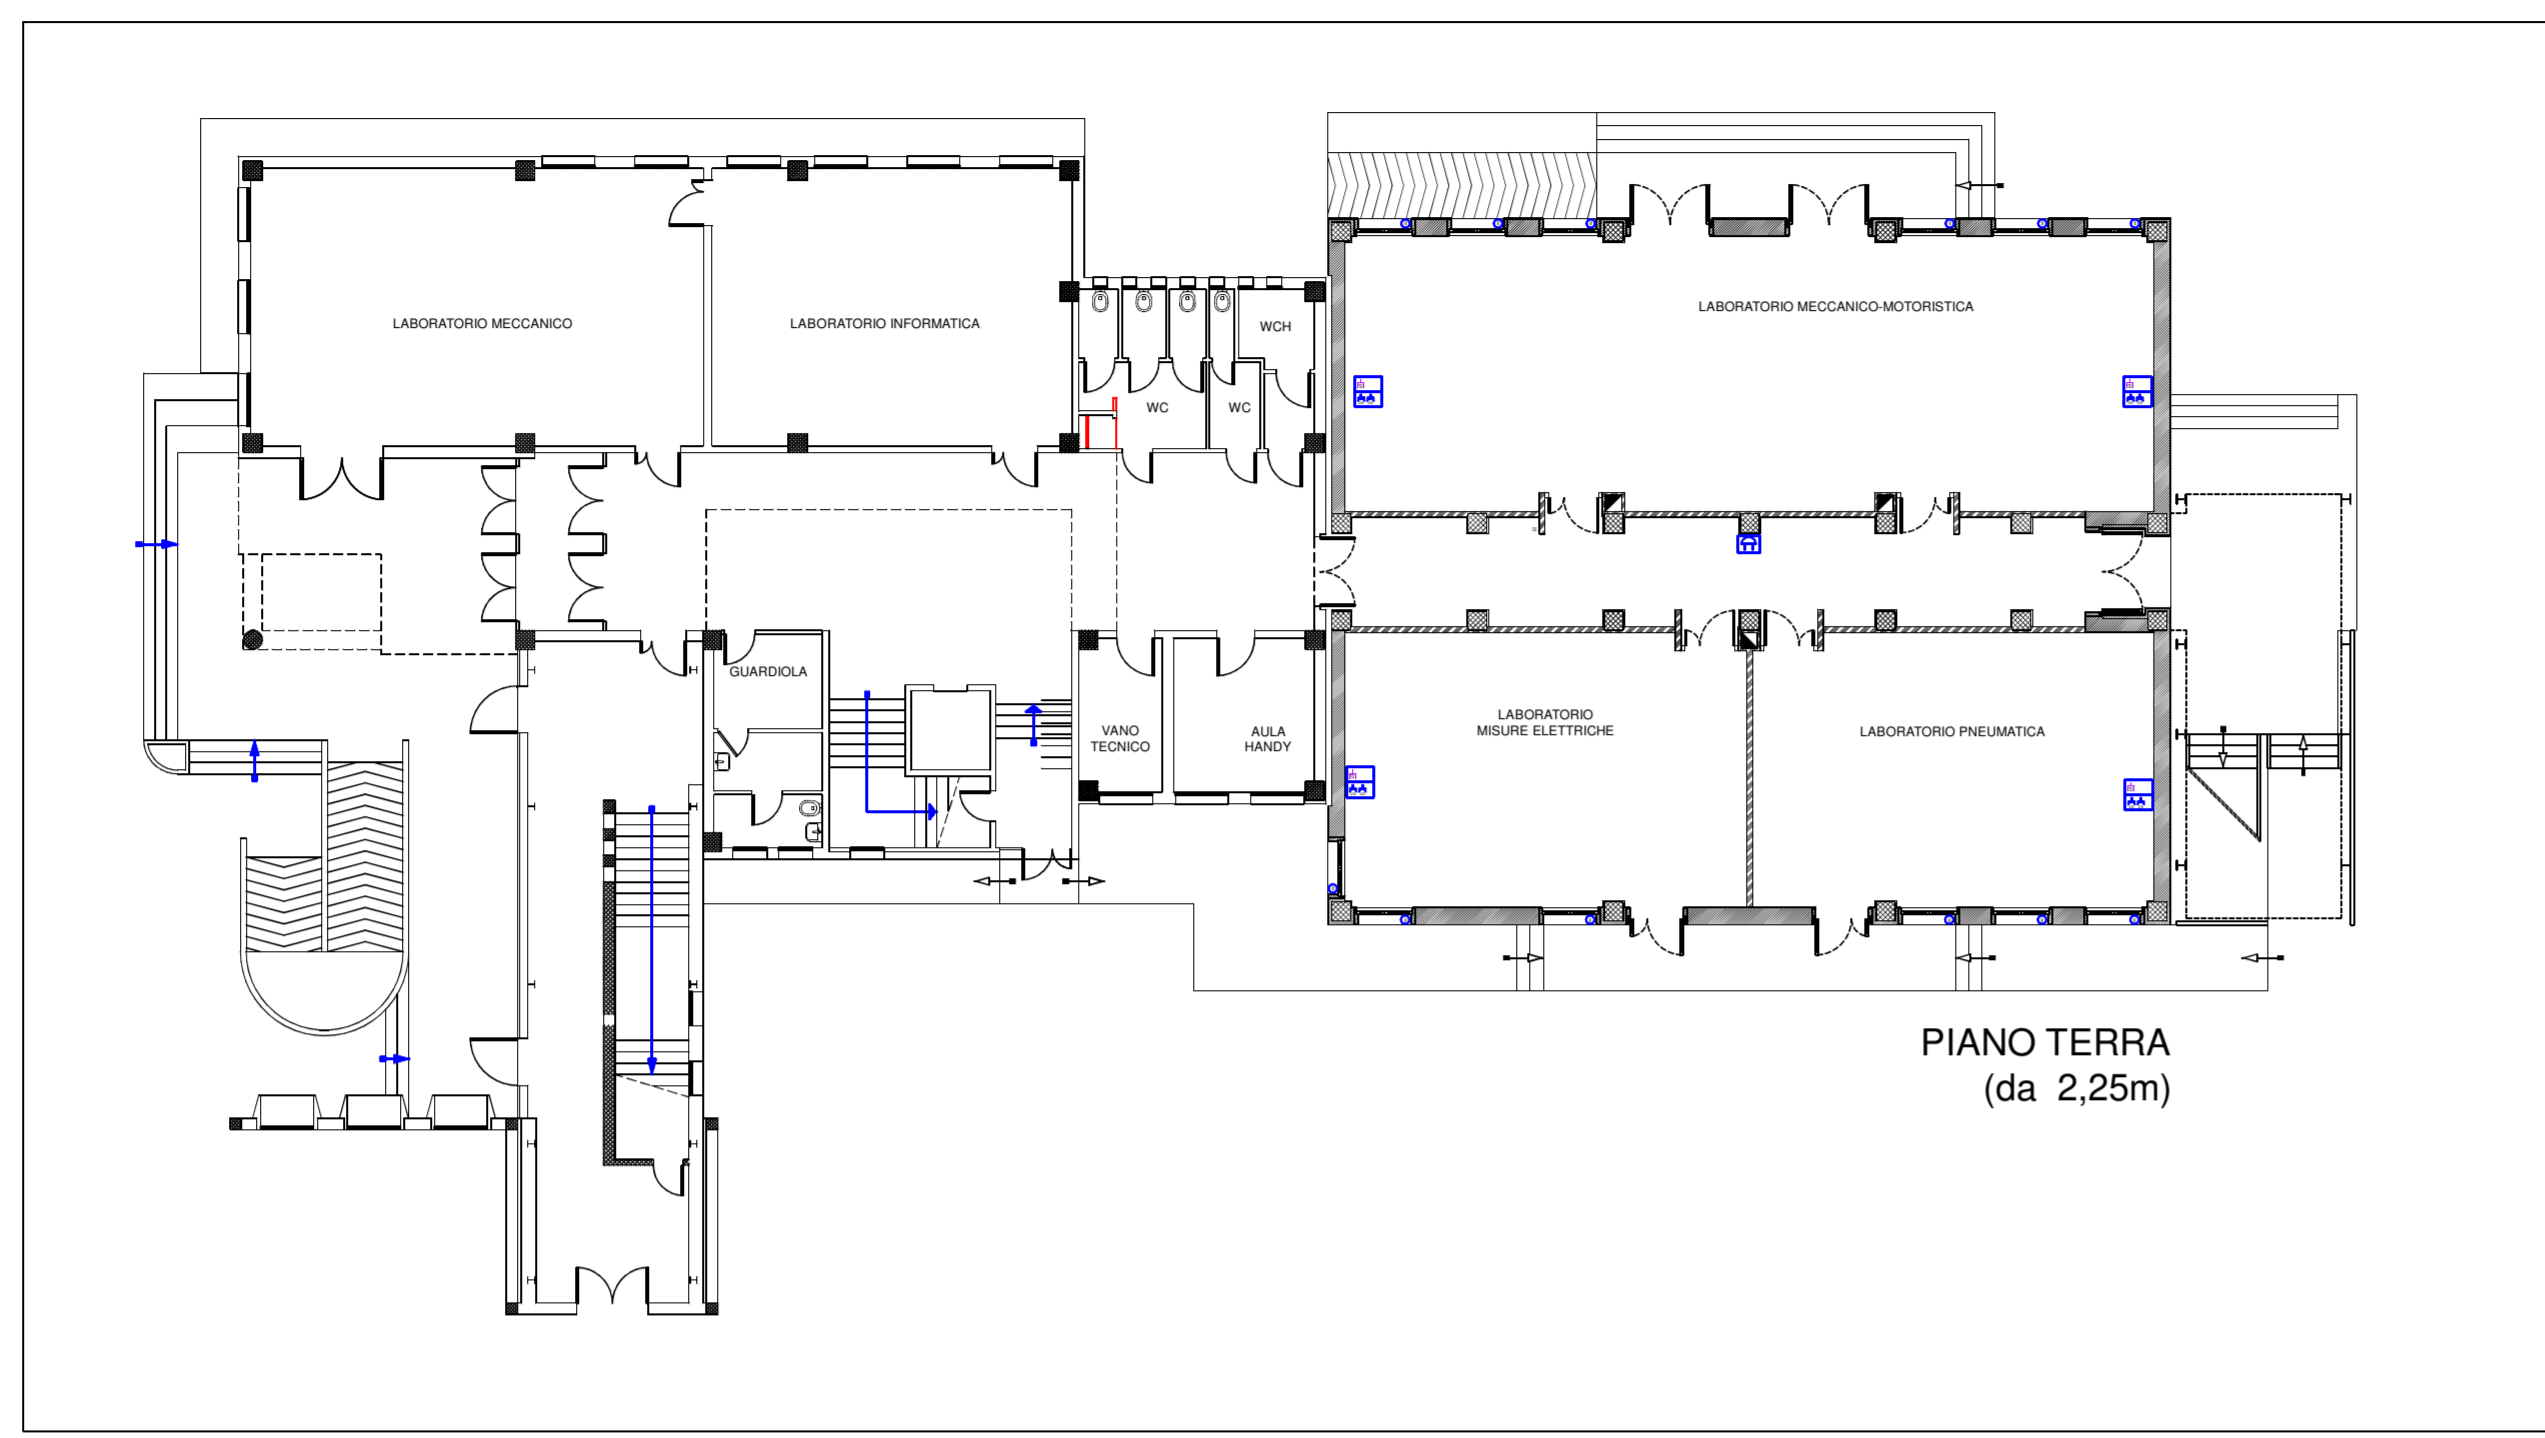 LABORATORIO MECCANICO
LABORATORIO INFORMATICA
WCH
WC
WC
LABORATORIO MECCANICO-MOTORISTICA
GUARDIOLA
VANO
TECNICO
AULA
HANDY
LABORATORIO
MISURE ELETTRICHE
LABORATORIO PNEUMATICA
PIANO TERRA
(da 2,25m)